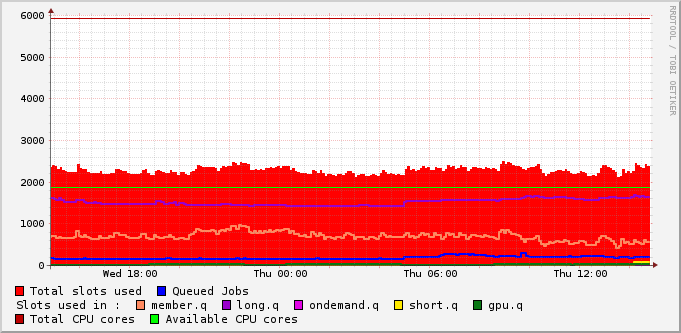 RRDTOOL / TOBI OETIKER
6000
5000
4000
3000
2000
1000
0
Wed 18:00 Thu 00:00 Thu 06:00 Thu 12:00
Total slots used Queued Jobs
Slots used in : member.q long.q ondemand.q short.q gpu.q
Total CPU cores Available CPU cores